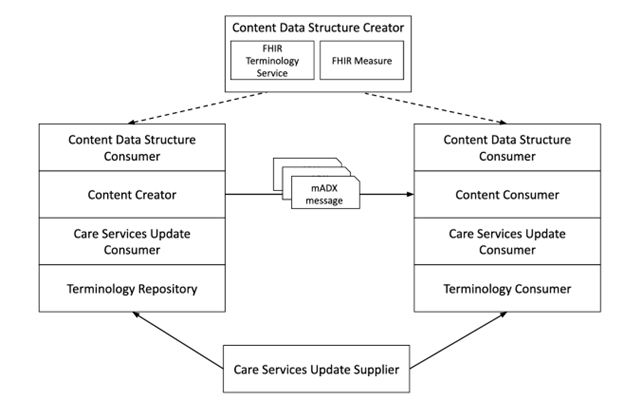 Content Data Structure Creator
FHIR
Terminology
Service
FHIR Measure
Content Data Structure
Consumer
Content Creator
Care Services Update
Consumer
Terminology Repository
mADX
message
Content Data Structure
Consumer
Content Consumer
Care Services Update
Consumer
Terminology Consumer
Care Services Update Supplier